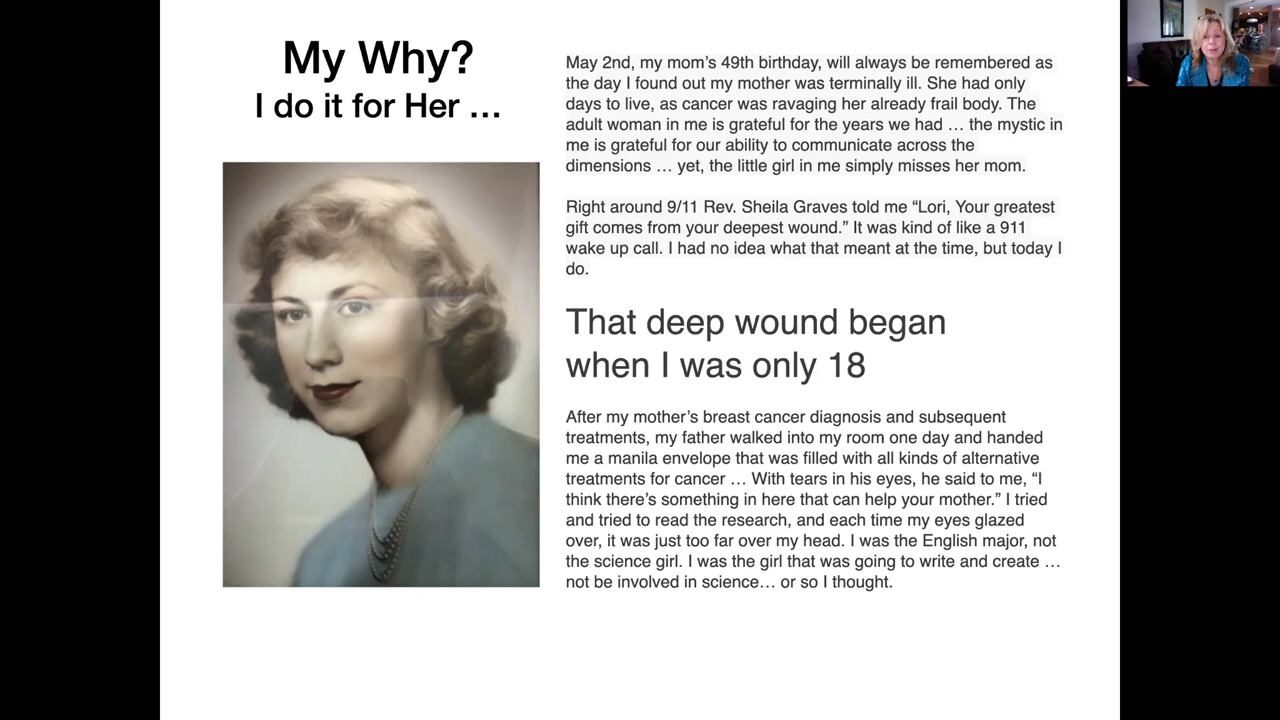 My Why?
I do it for Her ...
May 2nd, my mom’s 49th birthday, will always be remembered as
the day I found out my mother was terminally ill. She had only
days to live, as cancer was ravaging her already frail body. The
adult woman in me is grateful for the years we had … the mystic in
me is grateful for our ability to communicate across the
dimensions … yet, the little girl in me simply misses her mom.
Right around 9/11 Rev. Sheila Graves told me “Lori, Your greatest
gift comes from your deepest wound.” It was kind of like a 911
wake up call. I had no idea what that meant at the time, but today I
do.
That deep wound began
when I was only 18
After my mother’s breast cancer diagnosis and subsequent
treatments, my father walked into my room one day and handed
me a manila envelope that was filled with all kinds of alternative
treatments for cancer … With tears in his eyes, he said to me, “I
think there’s something in here that can help your mother.” I tried
and tried to read the research, and each time my eyes glazed
over, it was just too far over my head. I was the English major, not
the science girl. I was the girl that was going to write and create …
not be involved in science… or so I thought.